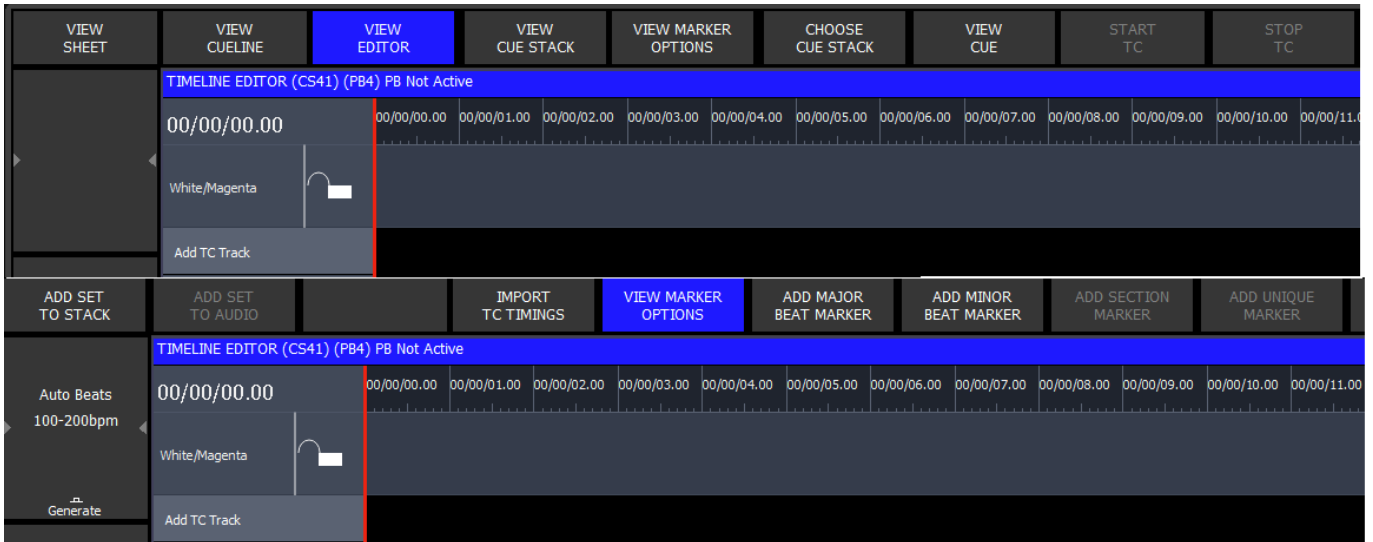 VIEW SHEET
VIEW CUELINE
VIEW EDITOR
VIEW CUE STACK
VIEW MARKER OPTIONS
CHOOSE CUE STACK
VIEW CUE
START TC
STOP TC
TIMELINE EDITOR (CS41) (PB4) PB Not Active
00/00/00.00
00/00/00.00 00/00/01.00 00/00/02.00 00/00/03.00 00/00/04.00 00/00/05.00 00/00/06.00 00/00/07.00 00/00/08.00 00/00/09.00 00/00/10.00 00/00/11.0
White/Magenta
Add TC Track
ADD SET TO STACK
ADD SET TO AUDIO
IMPORT TC TIMINGS
VIEW MARKER OPTIONS
ADD MAJOR BEAT MARKER
ADD MINOR BEAT MARKER
ADD SECTION MARKER
ADD UNIQUE MARKER
TIMELINE EDITOR (CS41) (PB4) PB Not Active
Auto Beats
100-200bpm
Generate
00/00/00.00
00/00/00.00 00/00/01.00 00/00/02.00 00/00/03.00 00/00/04.00 00/00/05.00 00/00/06.00 00/00/07.00 00/00/08.00 00/00/09.00 00/00/10.00 00/00/11.00
White/Magenta
Add TC Track